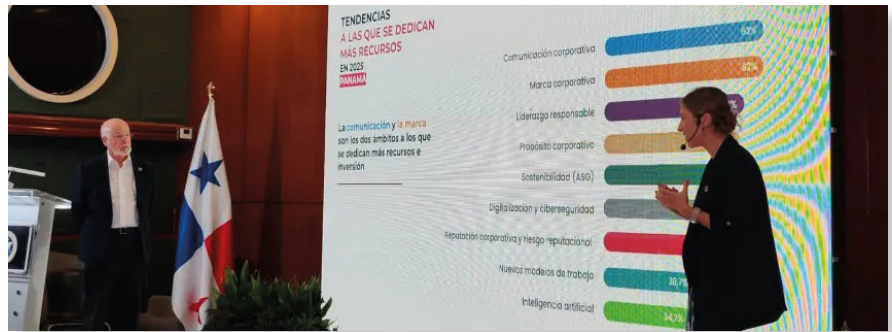 TENDENCIAS
A LAS QUE SE DEDICAN
MÁS RECURSOS
EN 2025
PANAMÁ
La comunicación y la marca
son los dos ámbitos a los que
se dedican más recursos e
inversión
Comunicación corporativa
62%
Marca corporativa
62%
Liderazgo responsable
Propósito corporativo
Sostenibilidad (ASG)
Digitalización y ciberseguridad
Reputación corporativa y riesgo reputacional
Nuevos modelos de trabajo
Inteligencia artificial